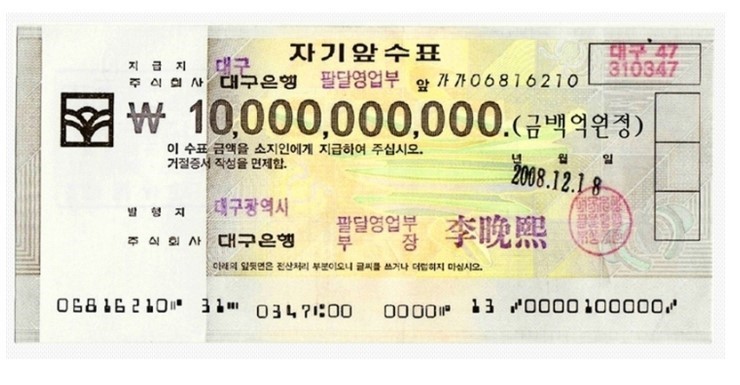 자기앞수표
지급지 대구
대구 47
310347
주식회사 대구은행 팔달영업부 앞 가가06816210
₩ 10,000,000,000.(금백억원정)
이 수표 금액을 소지인에게 지급하여 주십시오.
거절증서 작성을 면제함.
년 월 일
2008.12.18
발행지 대구광역시
주식회사 대구은행 팔달영업부
부 장 李晩熙
아래의 앞뒷면은 전산처리 부분이오니 글씨를 쓰거나 더럽히지 마십시오.
06816210⑈ 31⑈ 0347⑆00 0000⑈ 13 ⑇0000100000⑇